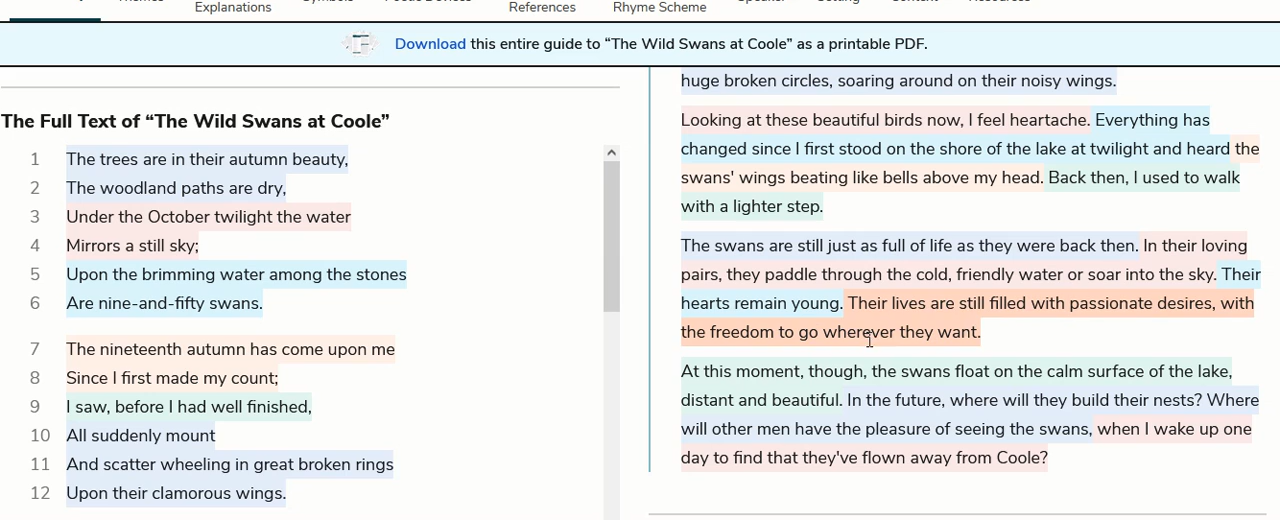 Themes
Explanations
Symbols
Poetic Devices
References
Rhyme Scheme
Speaker
Setting
Context
Resources
Download this entire guide to “The Wild Swans at Coole” as a printable PDF.
The Full Text of “The Wild Swans at Coole”
1 The trees are in their autumn beauty,
2 The woodland paths are dry,
3 Under the October twilight the water
4 Mirrors a still sky;
5 Upon the brimming water among the stones
6 Are nine-and-fifty swans.
7 The nineteenth autumn has come upon me
8 Since I first made my count;
9 I saw, before I had well finished,
10 All suddenly mount
11 And scatter wheeling in great broken rings
12 Upon their clamorous wings.
huge broken circles, soaring around on their noisy wings.
Looking at these beautiful birds now, I feel heartache. Everything has
changed since I first stood on the shore of the lake at twilight and heard the
swans' wings beating like bells above my head. Back then, I used to walk
with a lighter step.
The swans are still just as full of life as they were back then. In their loving
pairs, they paddle through the cold, friendly water or soar into the sky. Their
hearts remain young. Their lives are still filled with passionate desires, with
the freedom to go wherever they want.
At this moment, though, the swans float on the calm surface of the lake,
distant and beautiful. In the future, where will they build their nests? Where
will other men have the pleasure of seeing the swans, when I wake up one
day to find that they've flown away from Coole?